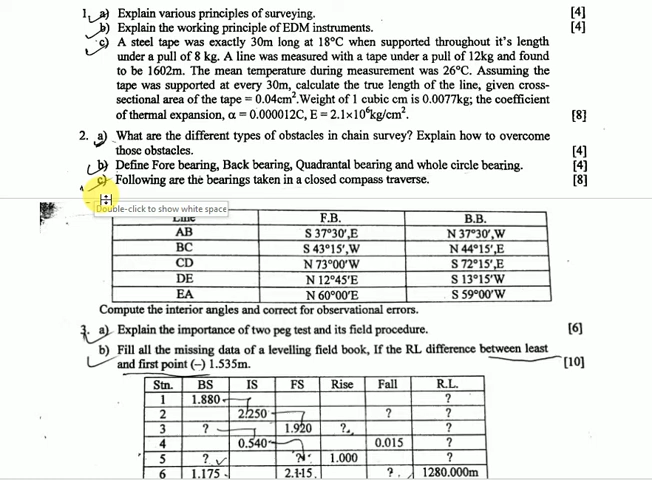 1. a) Explain various principles of surveying. [4]
b) Explain the working principle of EDM instruments. [4]
c) A steel tape was exactly 30m long at 18°C when supported throughout it's length
under a pull of 8 kg. A line was measured with a tape under a pull of 12kg and found
to be 1602m. The mean temperature during measurement was 26°C. Assuming the
tape was supported at every 30m, calculate the true length of the line, given cross-
sectional area of the tape = 0.04cm². Weight of 1 cubic cm is 0.0077kg; the coefficient
of thermal expansion, α = 0.000012C, E = 2.1×10⁶kg/cm². [8]
2. a) What are the different types of obstacles in chain survey? Explain how to overcome
those obstacles. [4]
b) Define Fore bearing, Back bearing, Quadrantal bearing and whole circle bearing. [4]
c) Following are the bearings taken in a closed compass traverse. [8]
Double-click to show white space
Line F.B. B.B.
AB S 37°30',E N 37°30',W
BC S 43°15',W N 44°15',E
CD N 73°00'W S 72°15',E
DE N 12°45'E S 13°15'W
EA N 60°00'E S 59°00'W
Compute the interior angles and correct for observational errors.
3. a) Explain the importance of two peg test and its field procedure. [6]
b) Fill all the missing data of a levelling field book, If the RL difference between least
and first point (–) 1.535m. [10]
Stn. BS IS FS Rise Fall R.L.
1 1.880 ?
2 2.250 ? ?
3 ? 1.920 ? ?
4 0.540 0.015 ?
5 ? ? 1.000 ?
6 1.175 2.115 ? 1280.000m